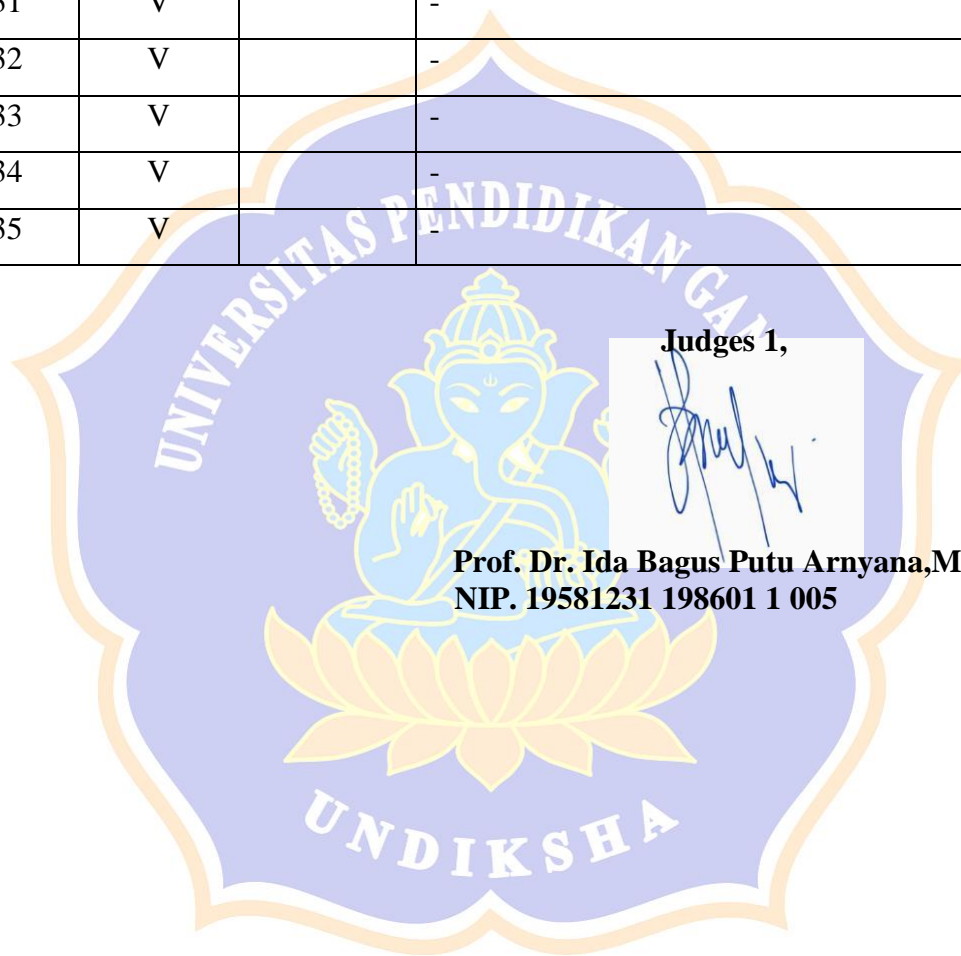 31 V -
32 V -
33 V -
34 V -
35 V -
UNIVERSITAS PENDIDIKAN GAN
Judges 1,
Prof. Dr. Ida Bagus Putu Arnyana,M
NIP. 19581231 198601 1 005
UNDIKSHA